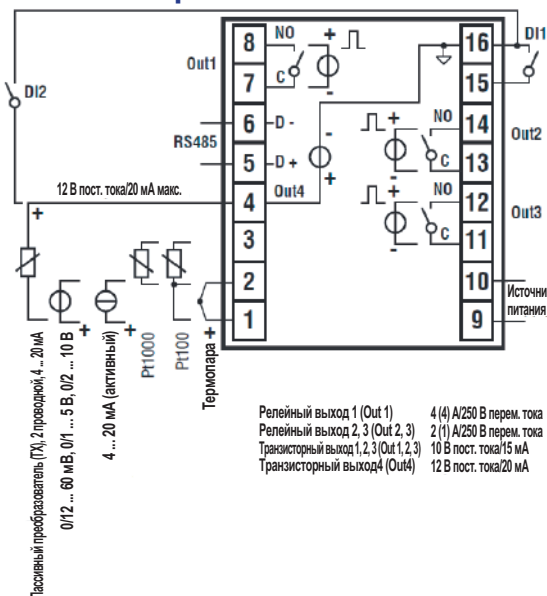 8 NO + 16 DI1
Out1
7 C - 15
DI2
6 D - NO 14
+ Out2
RS485 -
5 D + C 13
-
12 В пост. тока/20 мА макс. 4 Out4 + NO 12
+ +
3 Out3
C 11
-
2 10 Источни
питания
1 9
+ +
Пассивный преобразователь (TX), 2 проводной, 4 ... 20 мА
0/12 ... 60 мВ, 0/1 ... 5 В, 0/2 ... 10 В
4 ... 20 мА (активный)
Pt1000
Pt100
Термопара +
Релейный выход 1 (Out 1) 4 (4) А/250 В перем. тока
Релейный выход 2, 3 (Out 2, 3) 2 (1) А/250 В перем. тока
Транзисторный выход 1, 2, 3 (Out 1, 2, 3) 10 В пост. тока/15 мА
Транзисторный выход4 (Out4) 12 В пост. тока/20 мА